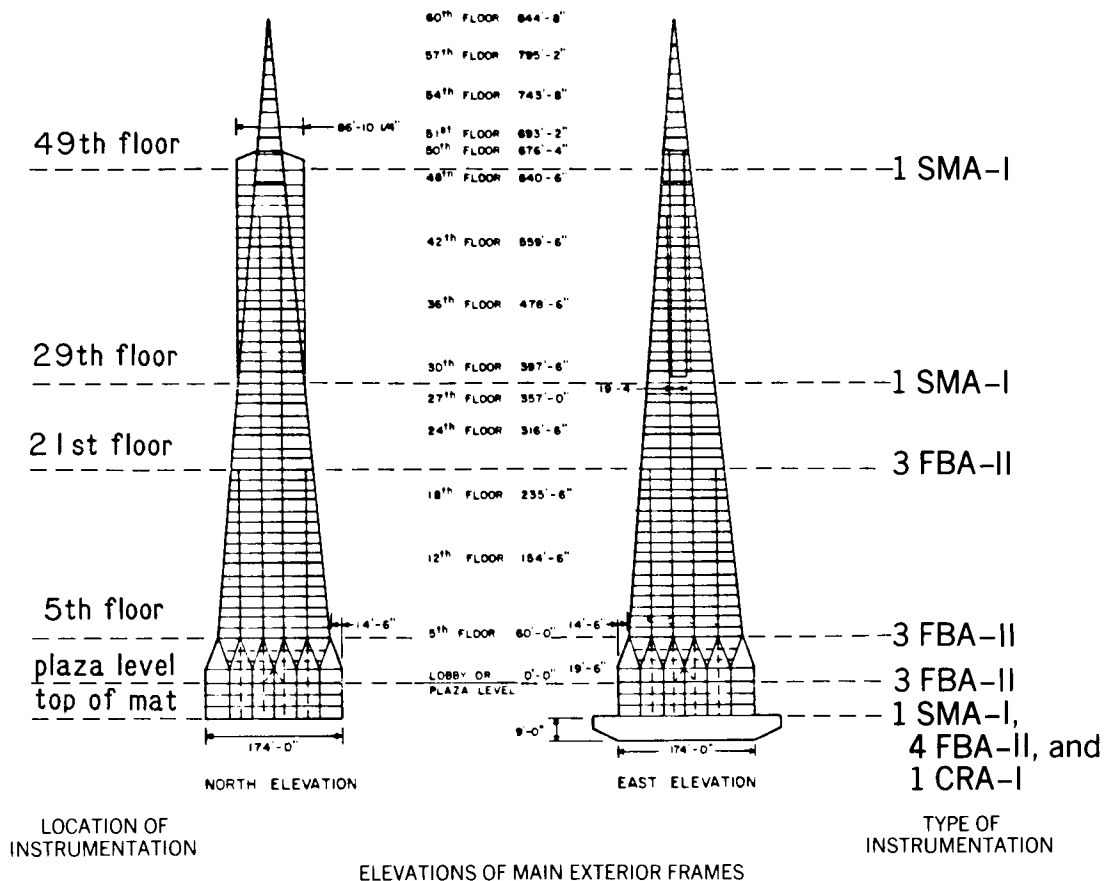 60th FLOOR 844'-8"
57th FLOOR 795'-2"
54th FLOOR 743'-8"
86'-10 1/4"
51st FLOOR 693'-2"
49th floor
50th FLOOR 676'-4"
1 SMA-I
48th FLOOR 640-6"
42th FLOOR 559'-6"
36th FLOOR 478-6"
29th floor
30th FLOOR 397'-6"
1 SMA-I
19-4
27th FLOOR 357'-0"
24th FLOOR 316'-6"
21st floor
3 FBA-II
18th FLOOR 235'-6"
12th FLOOR 154'-6"
5th floor
14'-6"
5th FLOOR 60'-0"
14'-6"
3 FBA-II
plaza level
LOBBY OR 0'-0"
PLAZA LEVEL
19'-6"
3 FBA-II
top of mat
1 SMA-I,
4 FBA-II, and
1 CRA-I
9'-0"
174'-0"
174'-0"
NORTH ELEVATION
EAST ELEVATION
LOCATION OF
INSTRUMENTATION
TYPE OF
INSTRUMENTATION
ELEVATIONS OF MAIN EXTERIOR FRAMES